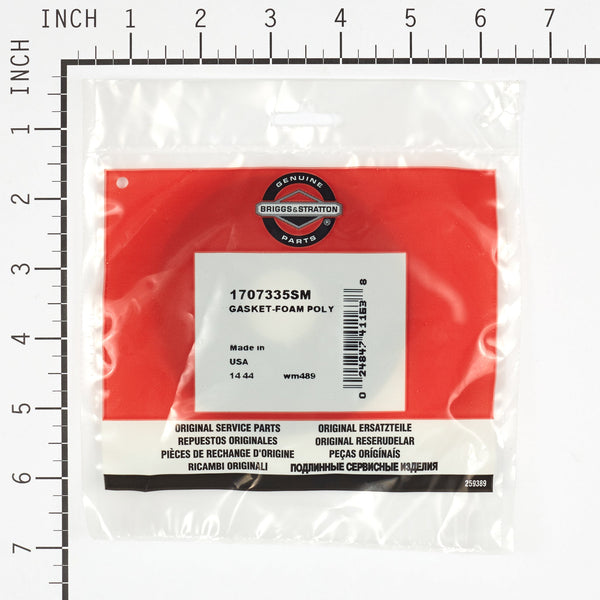 INCH 1 2 3 4 5 6 7
INCH
1
2
3
4
5
6
7
GENUINE
BRIGGS&STRATTON
®
PARTS
1707335SM
GASKET-FOAM POLY
Made in
USA
14 44 wm489
0 24847 41163 8
ORIGINAL SERVICE PARTS
REPUESTOS ORIGINALES
PIÈCES DE RECHANGE D'ORIGINE
RICAMBI ORIGINALI
ORIGINAL ERSATZTEILE
ORIGINAL RESERUDELAR
PEÇAS ORIGÍNAIS
ПОДЛИННЫЕ СЕРВИСНЫЕ ИЗДЕЛИЯ
259389